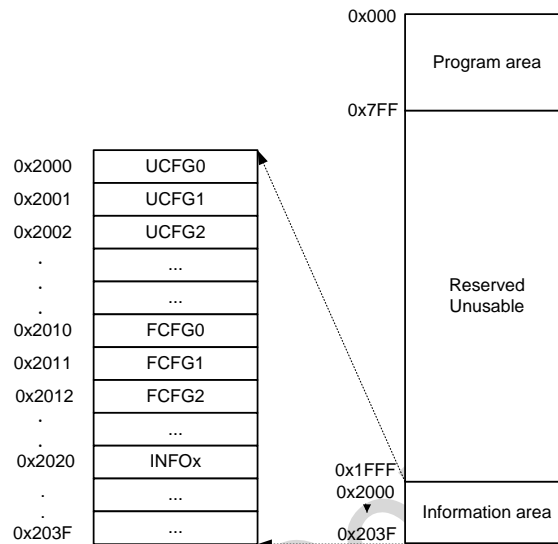 0x000
Program area
0x7FF
0x2000 UCFG0
0x2001 UCFG1
0x2002 UCFG2
. ...
. ...
.
0x2010 FCFG0
0x2011 FCFG1
0x2012 FCFG2
. ...
.
0x2020 INFOx
. ...
.
0x203F ...
Reserved
Unusable
0x1FFF
0x2000
Information area
0x203F